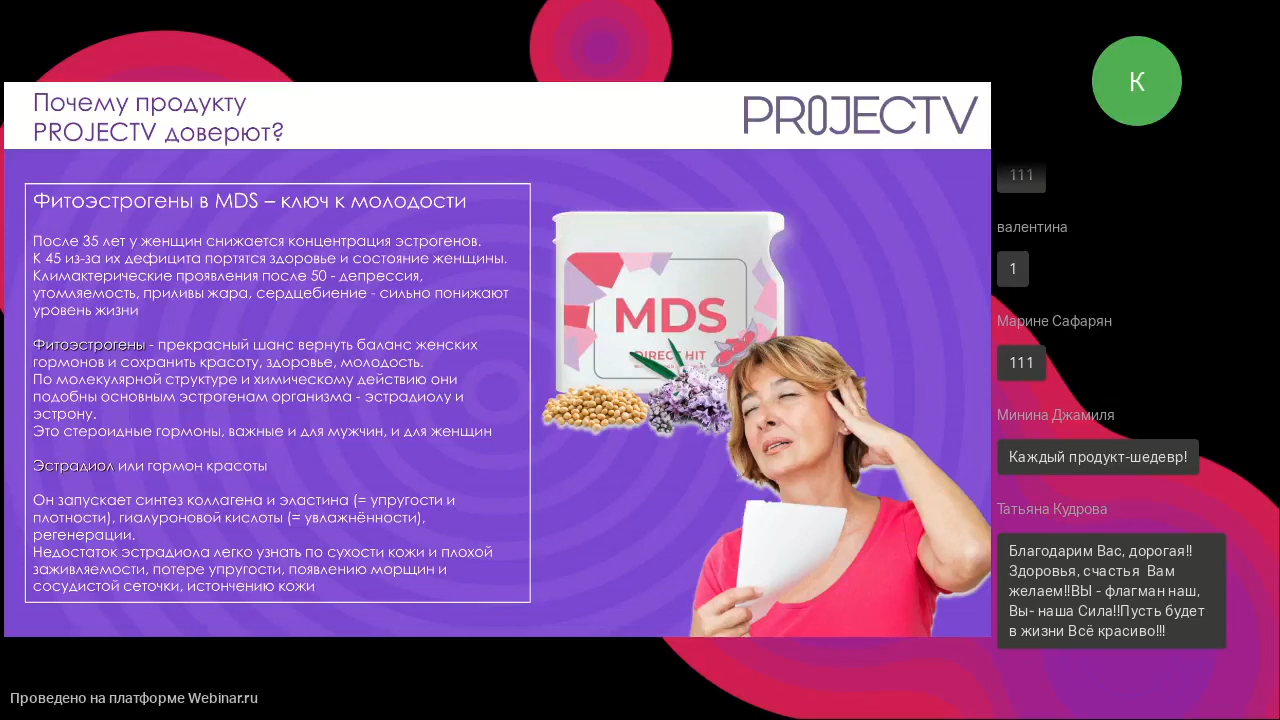 Почему продукту
PROJECTV доверют?
PROJECTV
Фитоэстрогены в MDS – ключ к молодости
После 35 лет у женщин снижается концентрация эстрогенов.
К 45 из-за их дефицита портятся здоровье и состояние женщины.
Климактерические проявления после 50 - депрессия,
утомляемость, приливы жара, сердцебиение - сильно понижают
уровень жизни
Фитоэстрогены - прекрасный шанс вернуть баланс женских
гормонов и сохранить красоту, здоровье, молодость.
По молекулярной структуре и химическому действию они
подобны основным эстрогенам организма - эстрадиолу и
эстрону.
Это стероидные гормоны, важные и для мужчин, и для женщин
Эстрадиол или гормон красоты
Он запускает синтез коллагена и эластина (= упругости и
плотности), гиалуроновой кислоты (= увлажнённости),
регенерации.
Недостаток эстрадиола легко узнать по сухости кожи и плохой
заживляемости, потере упругости, появлению морщин и
сосудистой сеточки, истончению кожи
MDS
DIRECT HIT
К
111
валентина
1
Марине Сафарян
111
Минина Джамиля
Каждый продукт-шедевр!
Татьяна Кудрова
Благодарим Вас, дорогая!!
Здоровья, счастья Вам
желаем!!ВЫ - флагман наш,
Вы- наша Сила!!Пусть будет
в жизни Всё красиво!!!
Проведено на платформе Webinar.ru